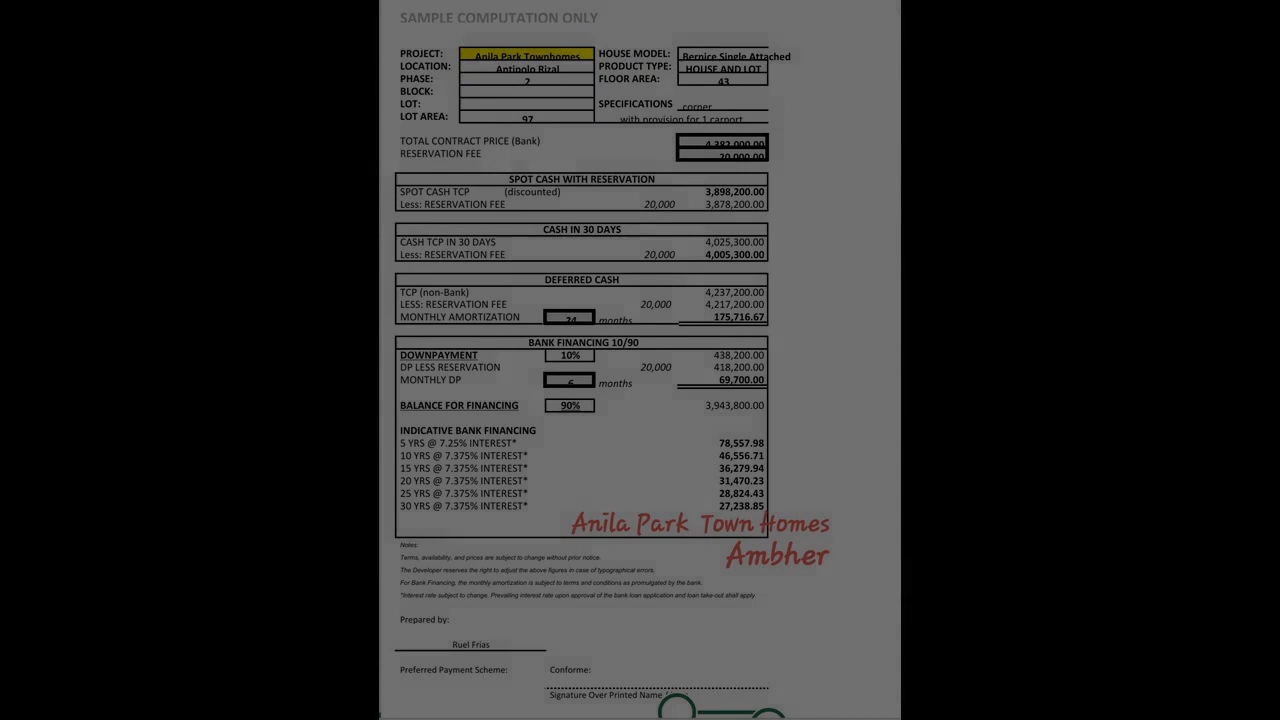 SAMPLE COMPUTATION ONLY
PROJECT: Anila Park Townhomes HOUSE MODEL: Bernice Single Attached
LOCATION: Antipolo Rizal PRODUCT TYPE: HOUSE AND LOT
PHASE: 2 FLOOR AREA: 43
BLOCK:
LOT: SPECIFICATIONS corner
LOT AREA: 97 with provision for 1 carport
TOTAL CONTRACT PRICE (Bank) 4,382,000.00
RESERVATION FEE 20,000.00
SPOT CASH WITH RESERVATION
SPOT CASH TCP (discounted) 3,898,200.00
Less: RESERVATION FEE 20,000 3,878,200.00
CASH IN 30 DAYS
CASH TCP IN 30 DAYS 4,025,300.00
Less: RESERVATION FEE 20,000 4,005,300.00
DEFERRED CASH
TCP (non-Bank) 4,237,200.00
LESS: RESERVATION FEE 20,000 4,217,200.00
MONTHLY AMORTIZATION 24 months 175,716.67
BANK FINANCING 10/90
DOWNPAYMENT 10% 438,200.00
DP LESS RESERVATION 20,000 418,200.00
MONTHLY DP 6 months 69,700.00
BALANCE FOR FINANCING 90% 3,943,800.00
INDICATIVE BANK FINANCING
5 YRS @ 7.25% INTEREST* 78,557.98
10 YRS @ 7.375% INTEREST* 46,556.71
15 YRS @ 7.375% INTEREST* 36,279.94
20 YRS @ 7.375% INTEREST* 31,470.23
25 YRS @ 7.375% INTEREST* 28,824.43
30 YRS @ 7.375% INTEREST* 27,238.85
Anila Park Town Homes
Ambher
Notes:
Terms, availability, and prices are subject to change without prior notice.
The Developer reserves the right to adjust the above figures in case of typographical errors.
For Bank Financing, the monthly amortization is subject to terms and conditions as promulgated by the bank.
*Interest rate subject to change. Prevailing interest rate upon approval of the bank loan application and loan take-out shall apply.
Prepared by:
Ruel Frias
Preferred Payment Scheme: Conforme:
Signature Over Printed Name